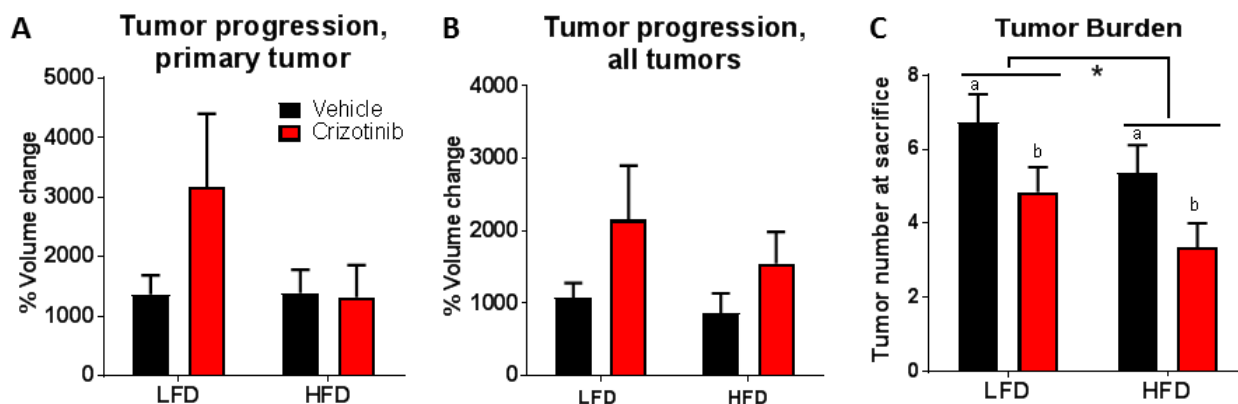 A
Tumor progression,
primary tumor
% Volume change
5000
4000
3000
2000
1000
0
Vehicle
Crizotinib
LFD
HFD
B
Tumor progression,
all tumors
% Volume change
4000
3000
2000
1000
0
LFD
HFD
C
Tumor Burden
Tumor number at sacrifice
8
6
4
2
0
*
a
b
a
b
LFD
HFD